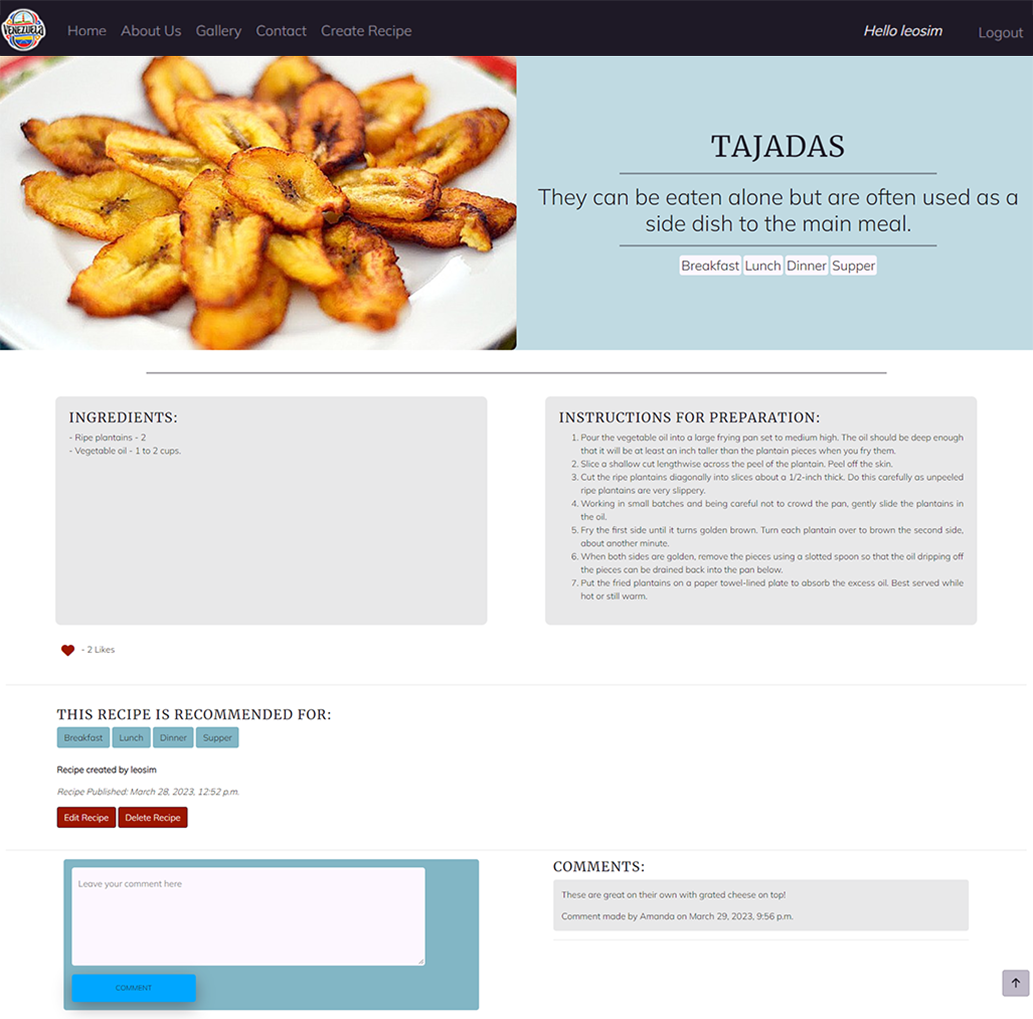 VENEZUELA
Home About Us Gallery Contact Create Recipe
Hello leosim
Logout
TAJADAS
They can be eaten alone but are often used as a
side dish to the main meal.
Breakfast Lunch Dinner Supper
INGREDIENTS:
- Ripe plantains - 2
- Vegetable oil - 1 to 2 cups.
INSTRUCTIONS FOR PREPARATION:
1. Pour the vegetable oil into a large frying pan set to medium high. The oil should be deep enough
that it will be at least an inch taller than the plantain pieces when you fry them.
2. Slice a shallow cut lengthwise across the peel of the plantain. Peel off the skin.
3. Cut the ripe plantains diagonally into slices about a 1/2-inch thick. Do this carefully as unpeeled
ripe plantains are very slippery.
4. Working in small batches and being careful not to crowd the pan, gently slide the plantains in
the oil.
5. Fry the first side until it turns golden brown. Turn each plantain over to brown the second side,
about another minute.
6. When both sides are golden, remove the pieces using a slotted spoon so that the oil dripping off
the pieces can be drained back into the pan below.
7. Put the fried plantains on a paper towel-lined plate to absorb the excess oil. Best served while
hot or still warm.
- 2 Likes
THIS RECIPE IS RECOMMENDED FOR:
Breakfast Lunch Dinner Supper
Recipe created by leosim
Recipe Published: March 28, 2023, 12:52 p.m.
Edit Recipe Delete Recipe
Leave your comment here
COMMENT
COMMENTS:
These are great on their own with grated cheese on top!
Comment made by Amanda on March 29, 2023, 9:56 p.m.